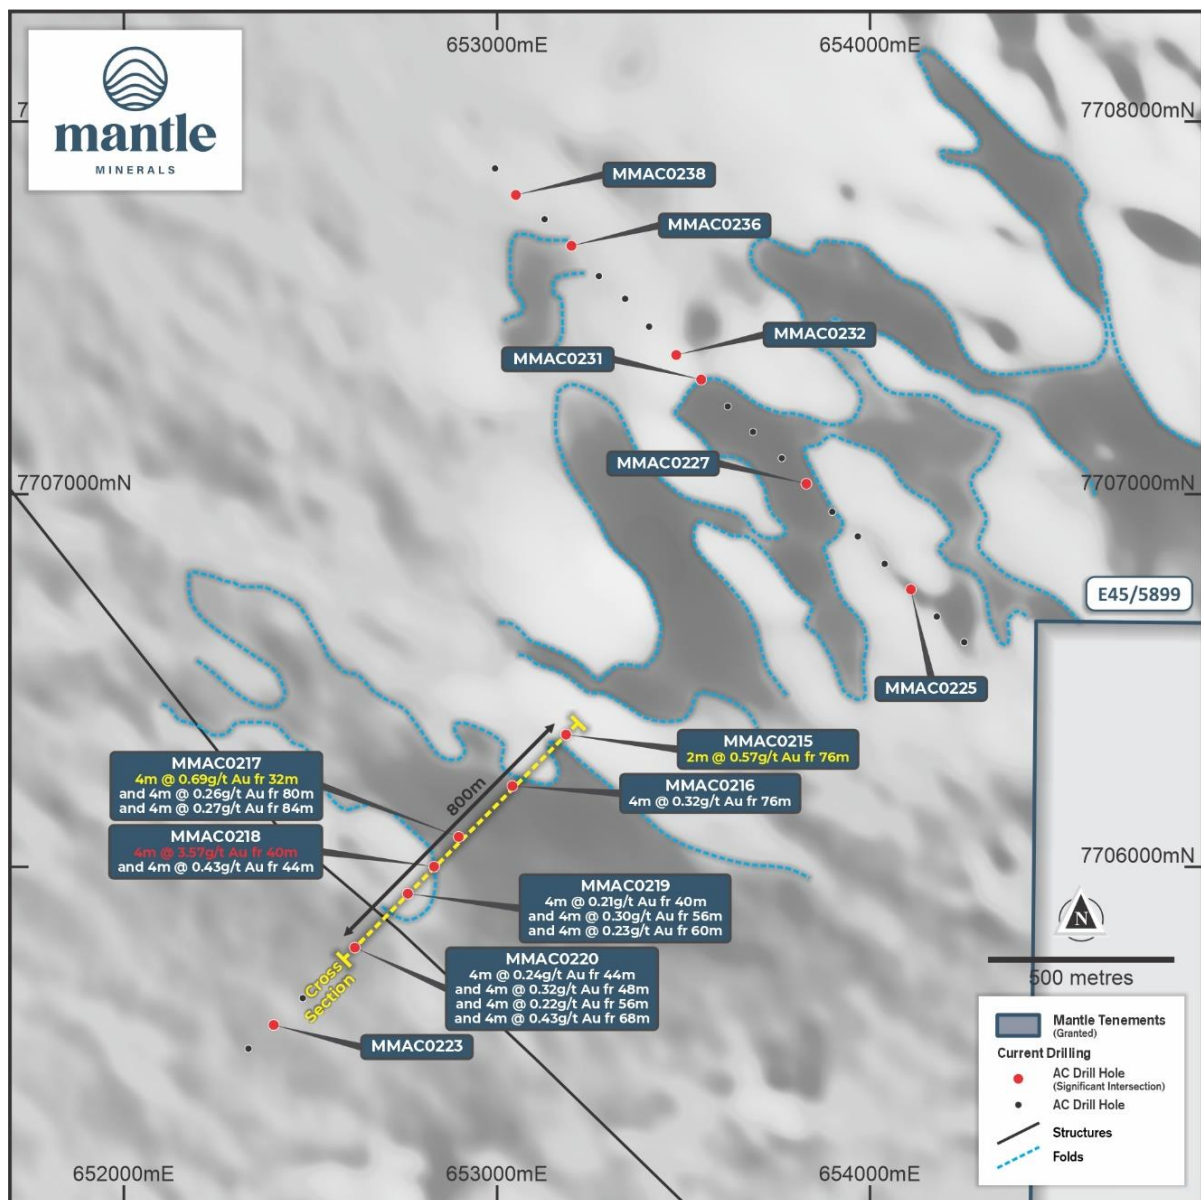 653000mE
654000mE
mantle
MINERALS
7
7708000mN
MMAC0238
MMAC0236
MMAC0232
MMAC0231
MMAC0227
7707000mN
7707000mN
E45/5899
MMAC0225
MMAC0215
2m @ 0.57g/t Au fr 76m
MMAC0217
4m @ 0.69g/t Au fr 32m
and 4m @ 0.26g/t Au fr 80m
and 4m @ 0.27g/t Au fr 84m
800m
MMAC0216
4m @ 0.32g/t Au fr 76m
MMAC0218
4m @ 3.57g/t Au fr 40m
and 4m @ 0.43g/t Au fr 44m
7706000mN
MMAC0219
4m @ 0.21g/t Au fr 40m
and 4m @ 0.30g/t Au fr 56m
and 4m @ 0.23g/t Au fr 60m
N
MMAC0220
4m @ 0.24g/t Au fr 44m
and 4m @ 0.32g/t Au fr 48m
and 4m @ 0.22g/t Au fr 56m
and 4m @ 0.43g/t Au fr 68m
Cross
Section
500 metres
MMAC0223
Mantle Tenements
(Granted)
Current Drilling
AC Drill Hole
(Significant Intersection)
AC Drill Hole
Structures
Folds
652000mE
653000mE
654000mE